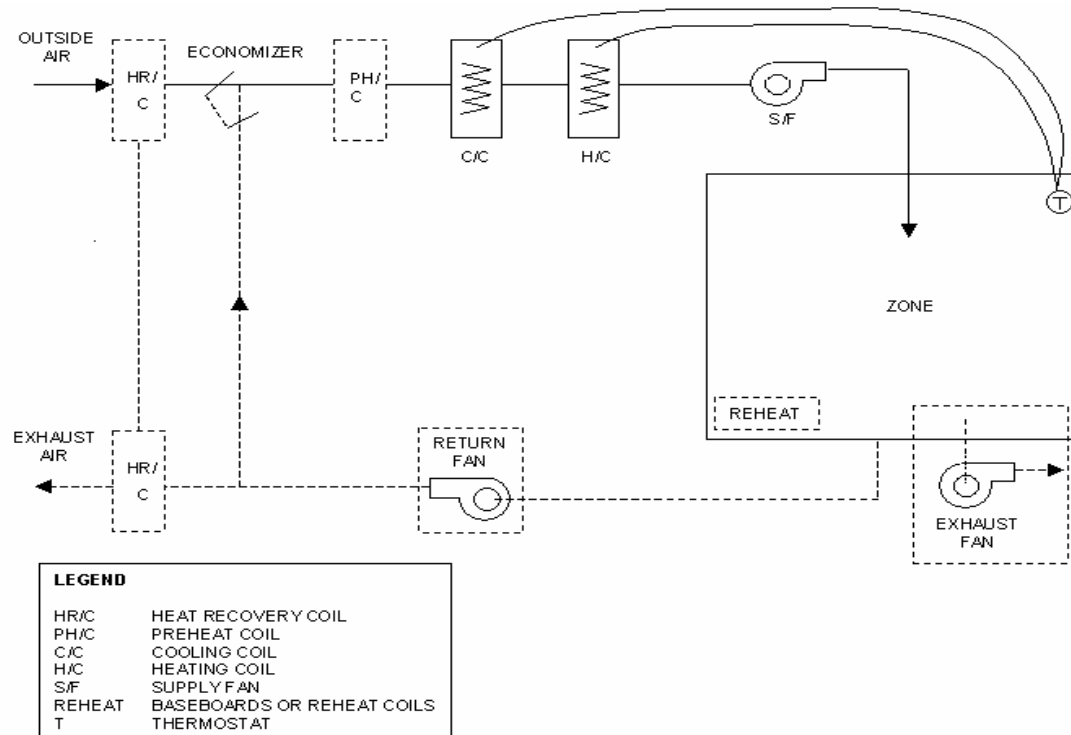 OUTSIDE
AIR
ECONOMIZER
HR/
C
PH/
C
C/C
H/C
S/F
T
ZONE
REHEAT
EXHAUST
AIR
HR/
C
RETURN
FAN
EXHAUST
FAN
LEGEND
HR/C HEAT RECOVERY COIL
PH/C PREHEAT COIL
C/C COOLING COIL
H/C HEATING COIL
S/F SUPPLY FAN
REHEAT BASEBOARDS OR REHEAT COILS
T THERMOSTAT